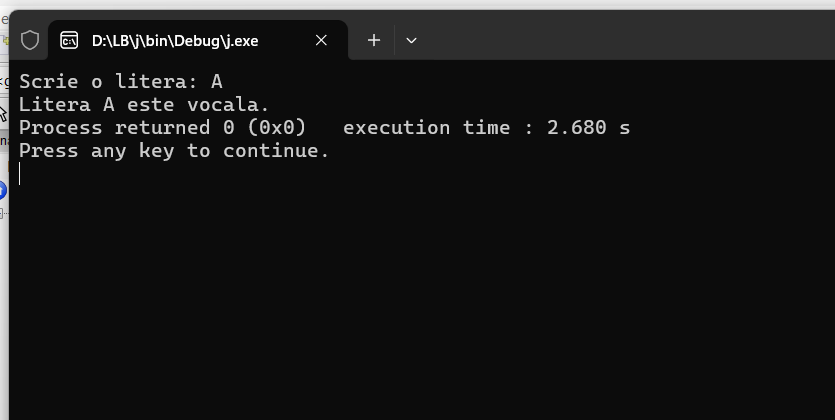 D:\LB\j\bin\Debug\j.exe
Scrie o litera: A
Litera A este vocala.
Process returned 0 (0x0)   execution time : 2.680 s
Press any key to continue.